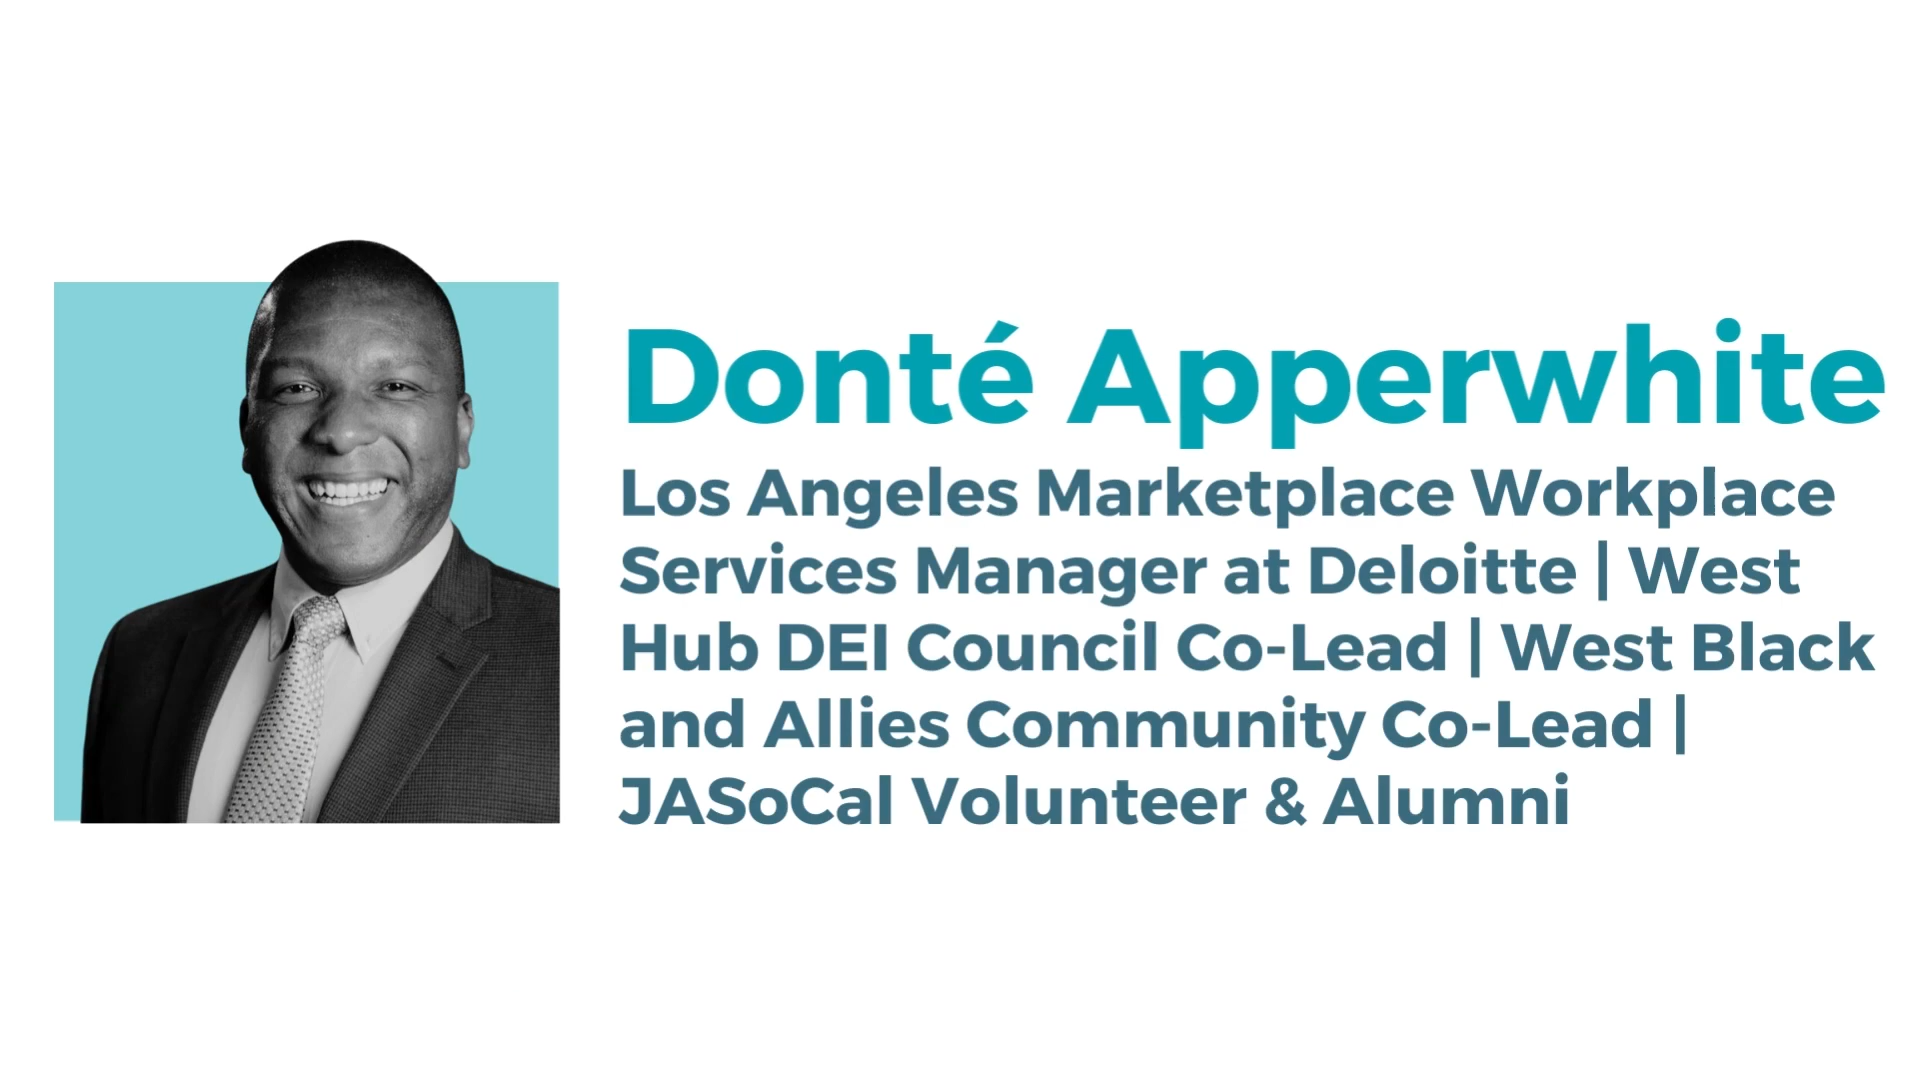 Donté Apperwhite
Los Angeles Marketplace Workplace
Services Manager at Deloitte | West
Hub DEI Council Co-Lead | West Black
and Allies Community Co-Lead |
JASoCal Volunteer & Alumni